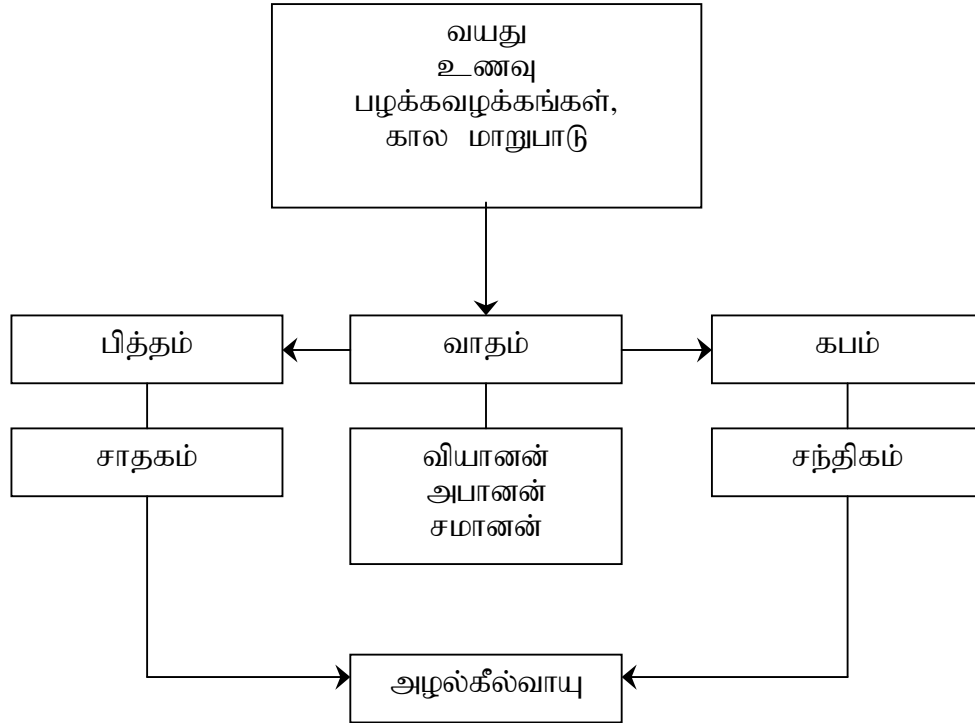 வயது
உணவு
பழக்கவழக்கங்கள்,
கால மாறுபாடு
பித்தம்
வாதம்
கபம்
சாதகம்
வியானன்
அபானன்
சமானன்
சந்திகம்
அழல்கீல்வாயு